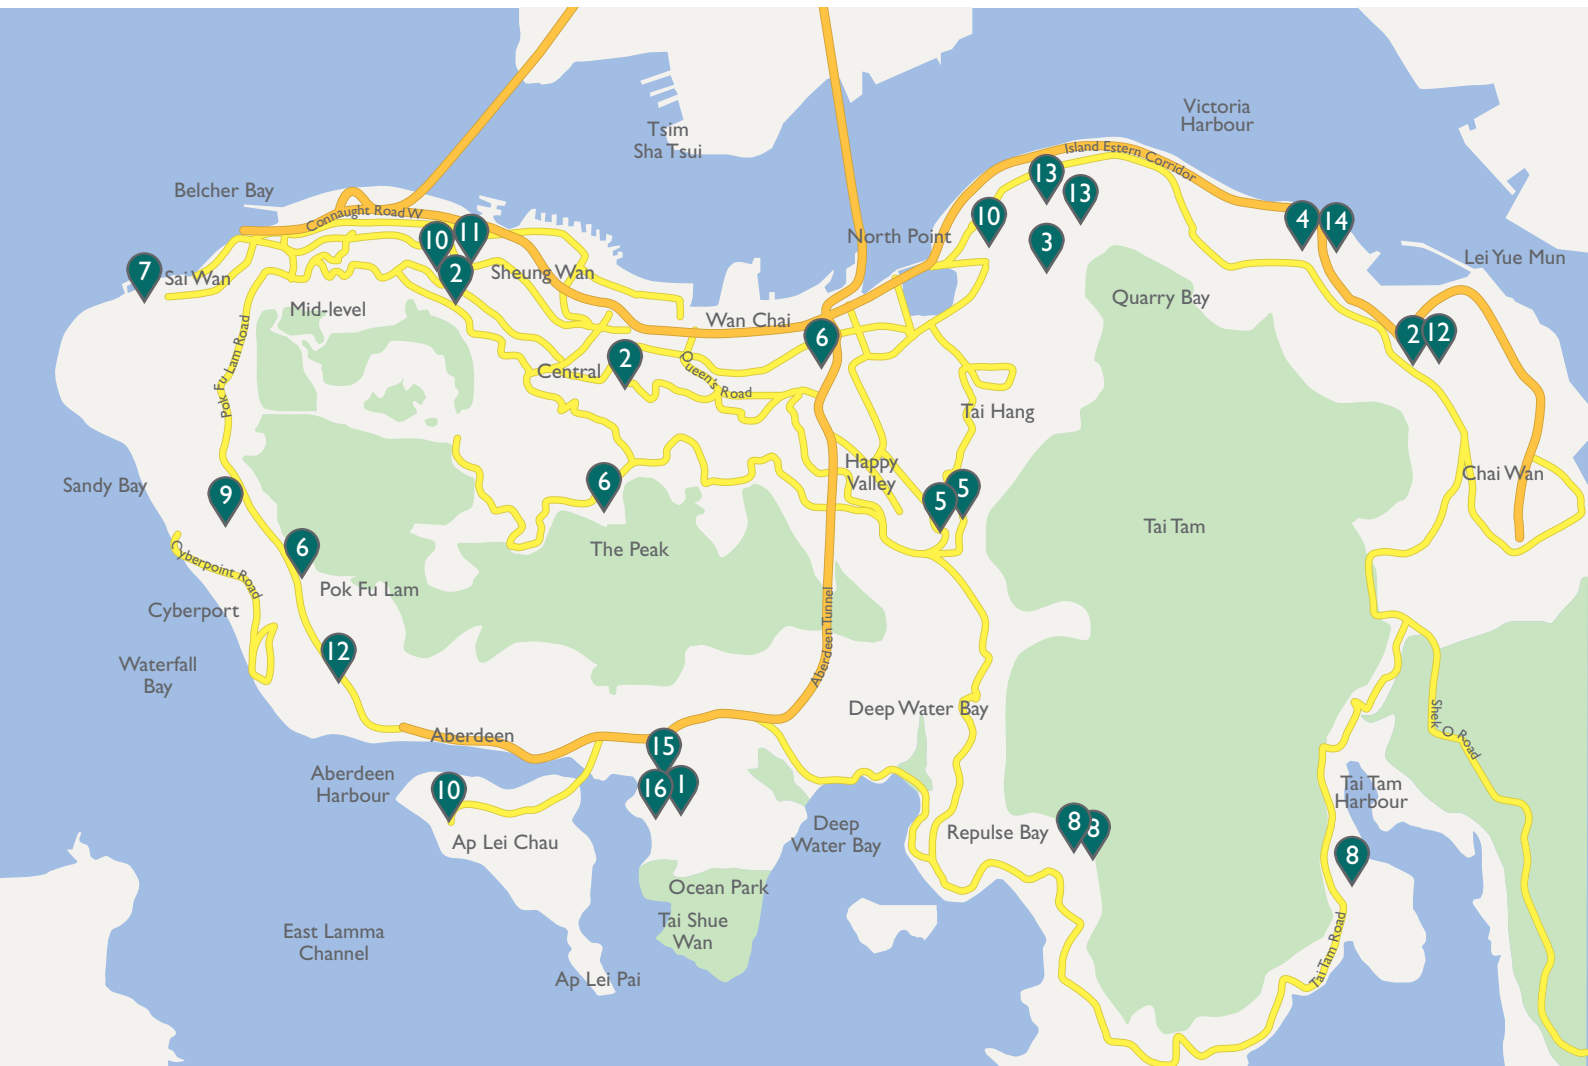 Victoria
Harbour
Tsim
Sha Tsui
Island Estern Corridor
Belcher Bay
13
13
Connaught Road W
10
4
14
10
11
North Point
3
Lei Yue Mun
7
Sai Wan
2
Sheung Wan
Quarry Bay
Mid-level
Wan Chai
6
2
12
Pok Fu Lam Road
Central
2
Queen's Road
Tai Hang
Happy
Valley
Chai Wan
Sandy Bay
9
6
5
5
Tai Tam
6
The Peak
Cyberpoint Road
Pok Fu Lam
Cyberport
Aberdeen Tunnel
12
Waterfall
Bay
Deep Water Bay
Shek O Road
Aberdeen
15
Aberdeen
Harbour
10
16
1
Tai Tam
Harbour
Ap Lei Chau
Deep
Water Bay
Repulse Bay
8
8
8
Ocean Park
Tai Shue
Wan
East Lamma
Channel
Tai Tam Road
Ap Lei Pai